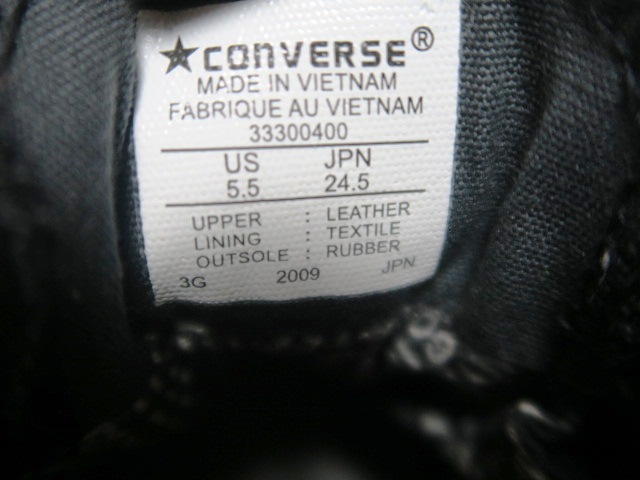 ★CONVERSE®
MADE IN VIETNAM
FABRIQUE AU VIETNAM
33300400
US JPN
5.5 24.5
UPPER : LEATHER
LINING : TEXTILE
OUTSOLE : RUBBER
3G 2009 JPN